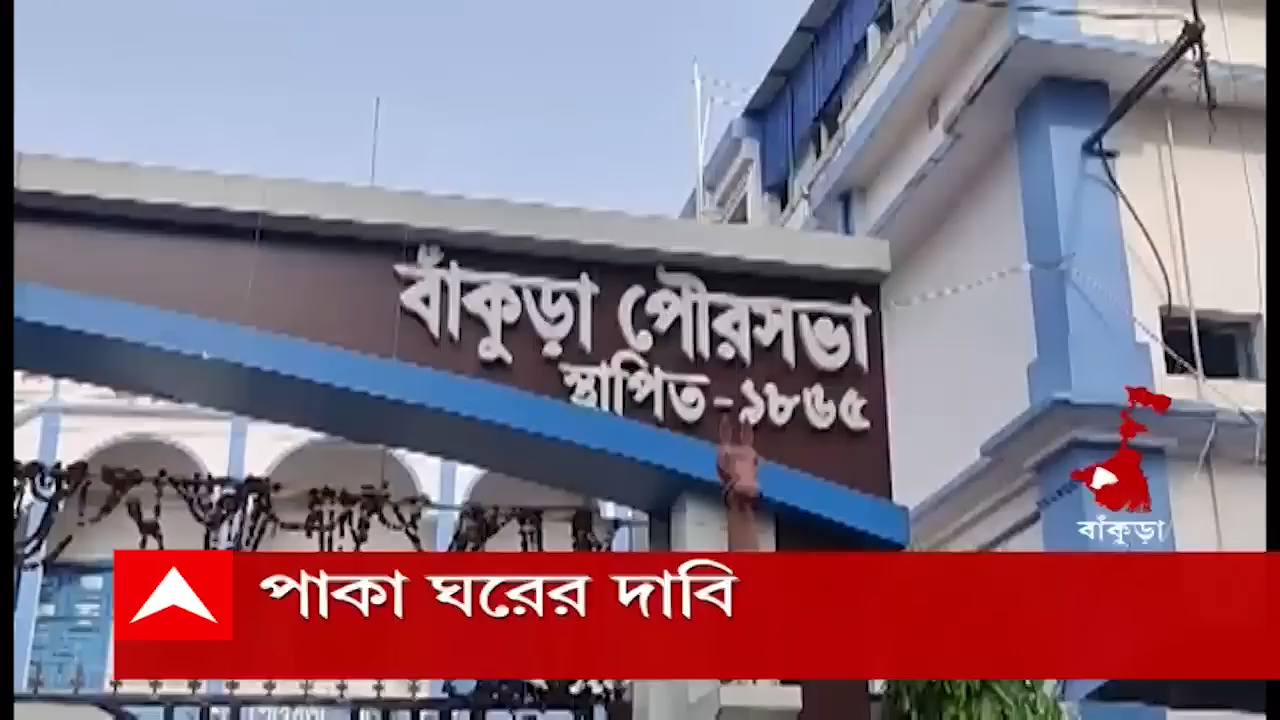 বাঁকুড়া পৌরসভা
স্থাপিত-১৮৬৫
বাঁকুড়া
পাকা ঘরের দাবি